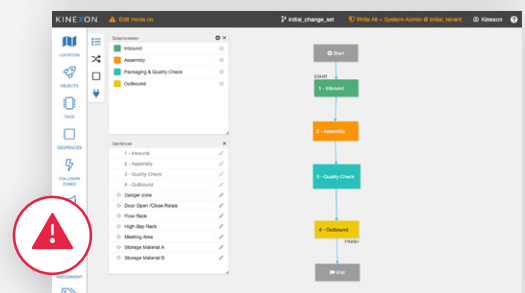 KINEXON
Edit mode on
initial_change_set
Write All + System-Admin @ initial_tenant
Kinexon
LOCATION
OBJECTS
TAGS
GEOFENCES
COLLISION
ZONES
ASSIGNMENT
Subprocesses
Inbound
Assembly
Packaging & Quality Check
Outbound
Geofences
1 - Inbound
2 - Assembly
3 - Quality Check
4 - Outbound
Danger zone
Door Open /Close Relais
Flow Rack
High-Bay Rack
Meeting Area
Storage Material A
Storage Material B
Start
START
1 - Inbound
2 - Assembly
3 - Quality Check
4 - Outbound
FINISH
End